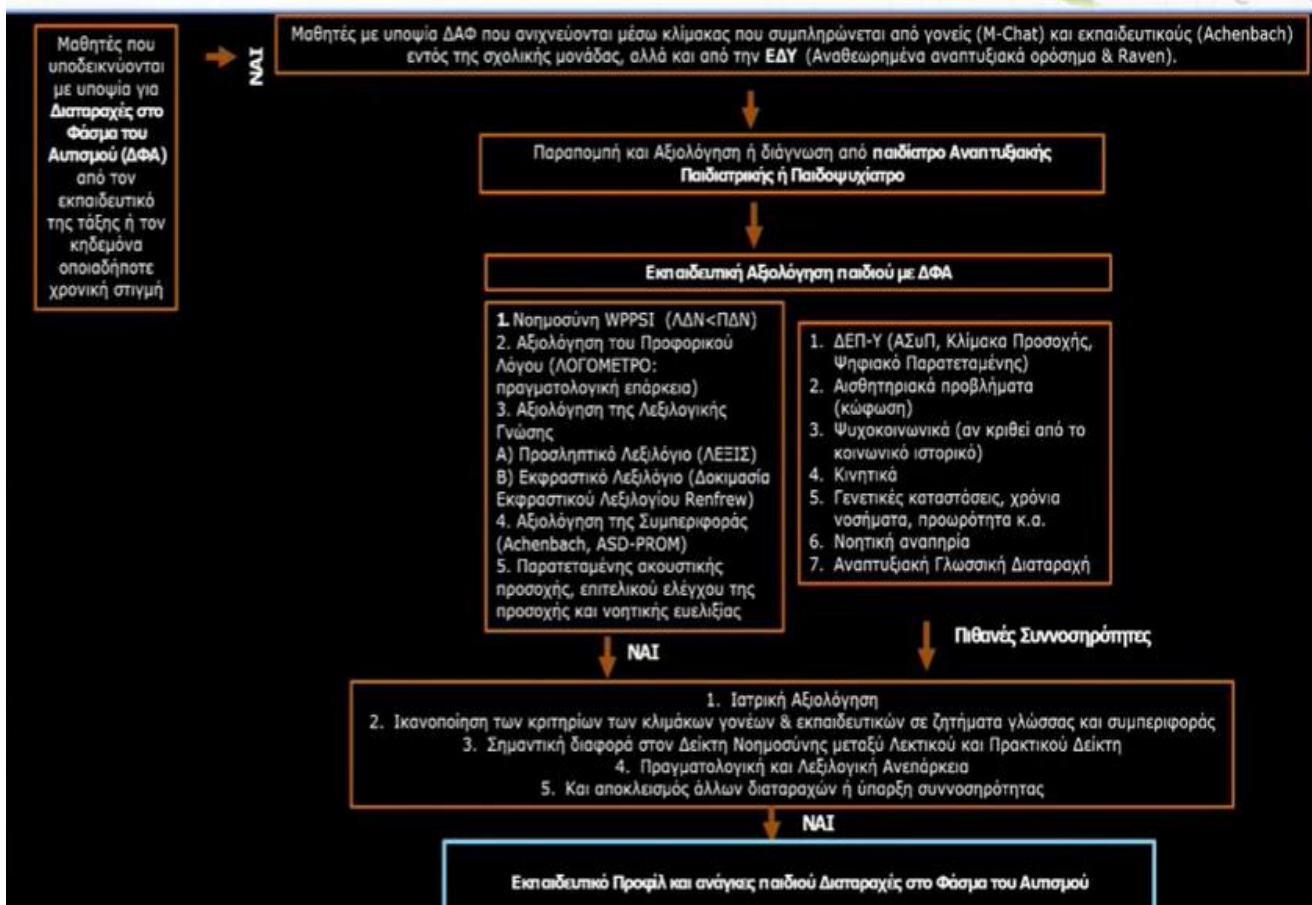 Μαθητές που
υποδεικνύονται
με υποψία για
Διαταραχές στο
Φάσμα του
Αυτισμού (ΔΦΑ)
από τον
εκπαιδευτικό
της τάξης ή τον
κηδεμόνα
οποιαδήποτε
χρονική στιγμή
ΝΑΙ
Μαθητές με υποψία ΔΑΦ που ανιχνεύονται μέσω κλίμακας που συμπληρώνεται από γονείς (M-Chat) και εκπαιδευτικούς (Achenbach)
εντός της σχολικής μονάδας, αλλά και από την ΕΔΥ (Αναθεωρημένα αναπτυξιακά ορόσημα & Raven).
Παραπομπή και Αξιολόγηση ή διάγνωση από παιδίατρο Αναπτυξιακής
Παιδιατρικής ή Παιδοψυχίατρο
Εκπαιδευτική Αξιολόγηση παιδιού με ΔΦΑ
1. Νοημοσύνη WPPSI (ΛΔΝ<ΠΔΝ)
2. Αξιολόγηση του Προφορικού
Λόγου (ΛΟΓΟΜΕΤΡΟ:
πραγματολογική επάρκεια)
3. Αξιολόγηση της Λεξιλογικής
Γνώσης
Α) Προσληπτικό Λεξιλόγιο (ΛΕΞΙΣ)
Β) Εκφραστικό Λεξιλόγιο (Δοκιμασία
Εκφραστικού Λεξιλογίου Renfrew)
4. Αξιολόγηση της Συμπεριφοράς
(Achenbach, ASD-PROM)
5. Παρατεταμένης ακουστικής
προσοχής, επιτελικού ελέγχου της
προσοχής και νοητικής ευελιξίας
1. ΔΕΠ-Υ (ΑΣυΠ, Κλίμακα Προσοχής,
Ψηφιακό Παρατεταμένης)
2. Αισθητηριακά προβλήματα
(κώφωση)
3. Ψυχοκοινωνικά (αν κριθεί από το
κοινωνικό ιστορικό)
4. Κινητικά
5. Γενετικές καταστάσεις, χρόνια
νοσήματα, προωρότητα κ.α.
6. Νοητική αναπηρία
7. Αναπτυξιακή Γλωσσική Διαταραχή
ΝΑΙ
Πιθανές Συννοσηρότητες
1. Ιατρική Αξιολόγηση
2. Ικανοποίηση των κριτηρίων των κλιμάκων γονέων & εκπαιδευτικών σε ζητήματα γλώσσας και συμπεριφοράς
3. Σημαντική διαφορά στον Δείκτη Νοημοσύνης μεταξύ Λεκτικού και Πρακτικού Δείκτη
4. Πραγματολογική και Λεξιλογική Ανεπάρκεια
5. Και αποκλεισμός άλλων διαταραχών ή ύπαρξη συννοσηρότητας
ΝΑΙ
Εκπαιδευτικό Προφίλ και ανάγκες παιδιού Διαταραχές στο Φάσμα του Αυτισμού